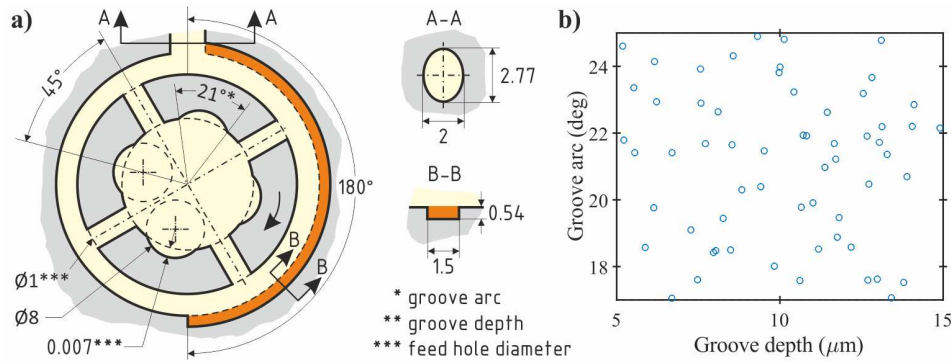 a)
A
A
45°
21°*
180°
B
B
Ø1***
Ø8
0.007***
A–A
2.77
2
B–B
0.54
1.5
* groove arc
** groove depth
*** feed hole diameter
b)
24
22
20
18
Groove arc (deg)
5
10
15
Groove depth (μm)